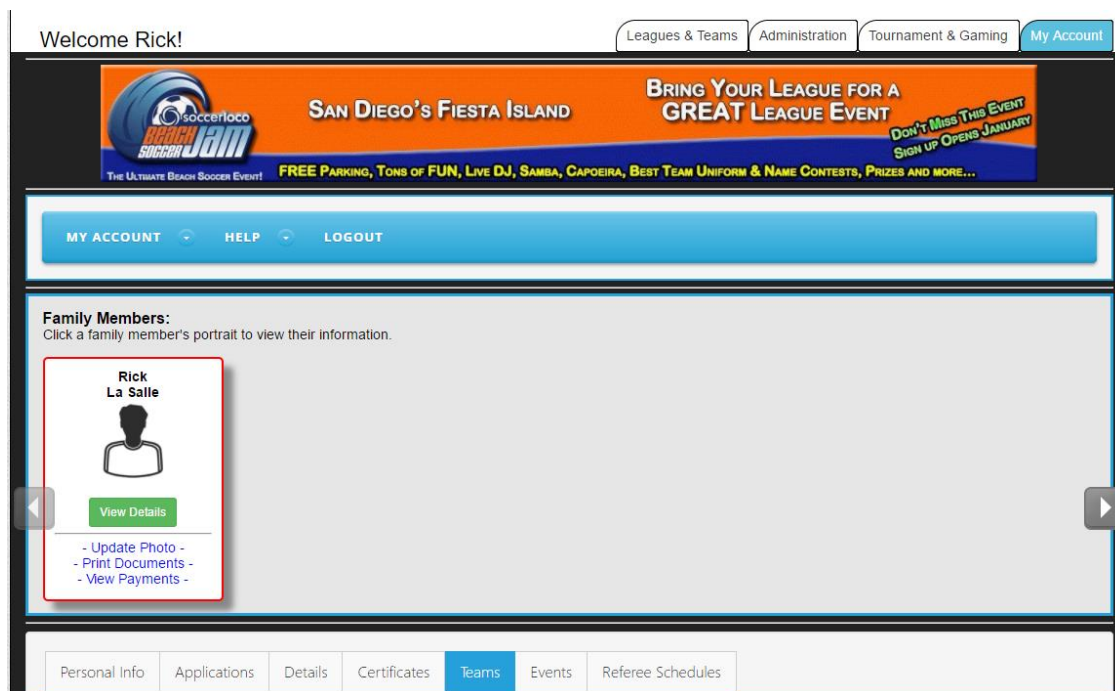 Welcome Rick!
Leagues & Teams
Administration
Tournament & Gaming
My Account
soccerloco
BEACH
SOCCER JAM
THE ULTIMATE BEACH SOCCER EVENT!
SAN DIEGO'S FIESTA ISLAND
BRING YOUR LEAGUE FOR A
GREAT LEAGUE EVENT
DON'T MISS THIS EVENT
SIGN UP OPENS JANUARY
FREE PARKING, TONS OF FUN, LIVE DJ, SAMBA, CAPOEIRA, BEST TEAM UNIFORM & NAME CONTESTS, PRIZES AND MORE...
MY ACCOUNT
HELP
LOGOUT
Family Members:
Click a family member's portrait to view their information.
Rick
La Salle
View Details
- Update Photo -
- Print Documents -
- View Payments -
Personal Info
Applications
Details
Certificates
Teams
Events
Referee Schedules